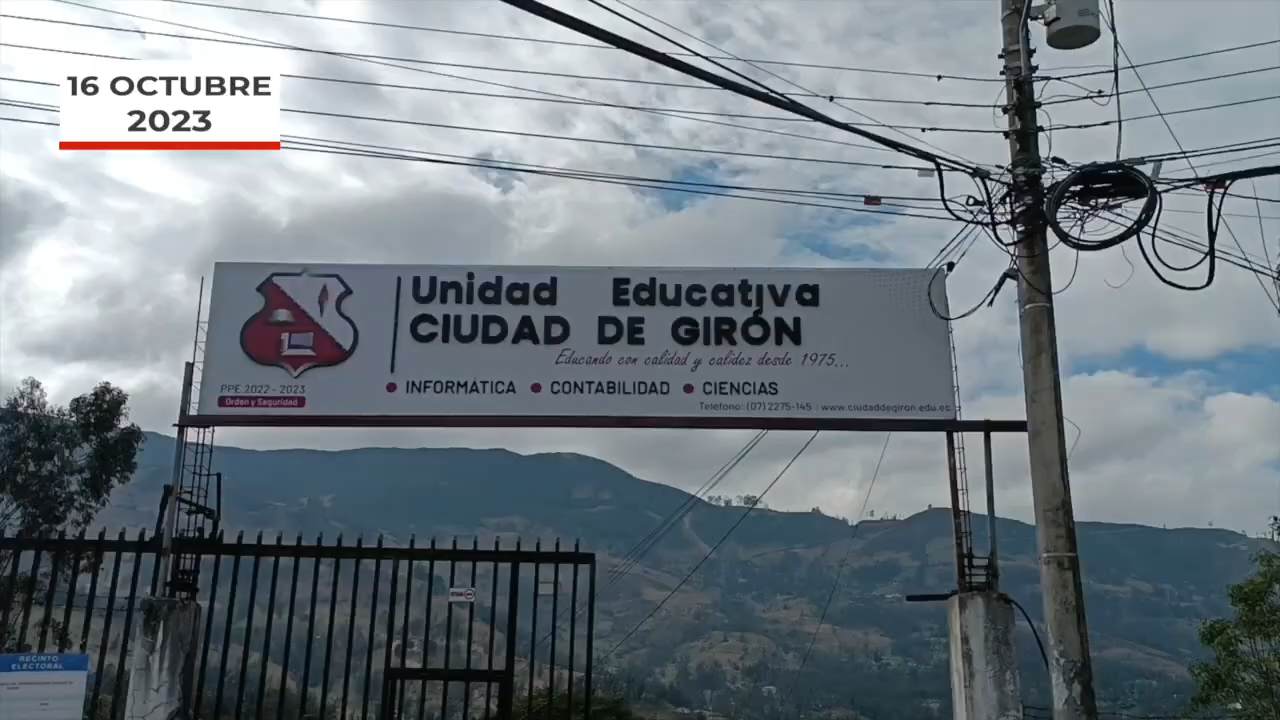 16 OCTUBRE
2023
Unidad Educativa
CIUDAD DE GIRÓN
Educando con calidad y calidez desde 1975...
PPE 2022 - 2023
Orden y Seguridad
INFORMÁTICA CONTABILIDAD CIENCIAS
Teléfono: (07) 2275-145 | www.ciudaddegiron.edu.ec
RECINTO
ELECTORAL